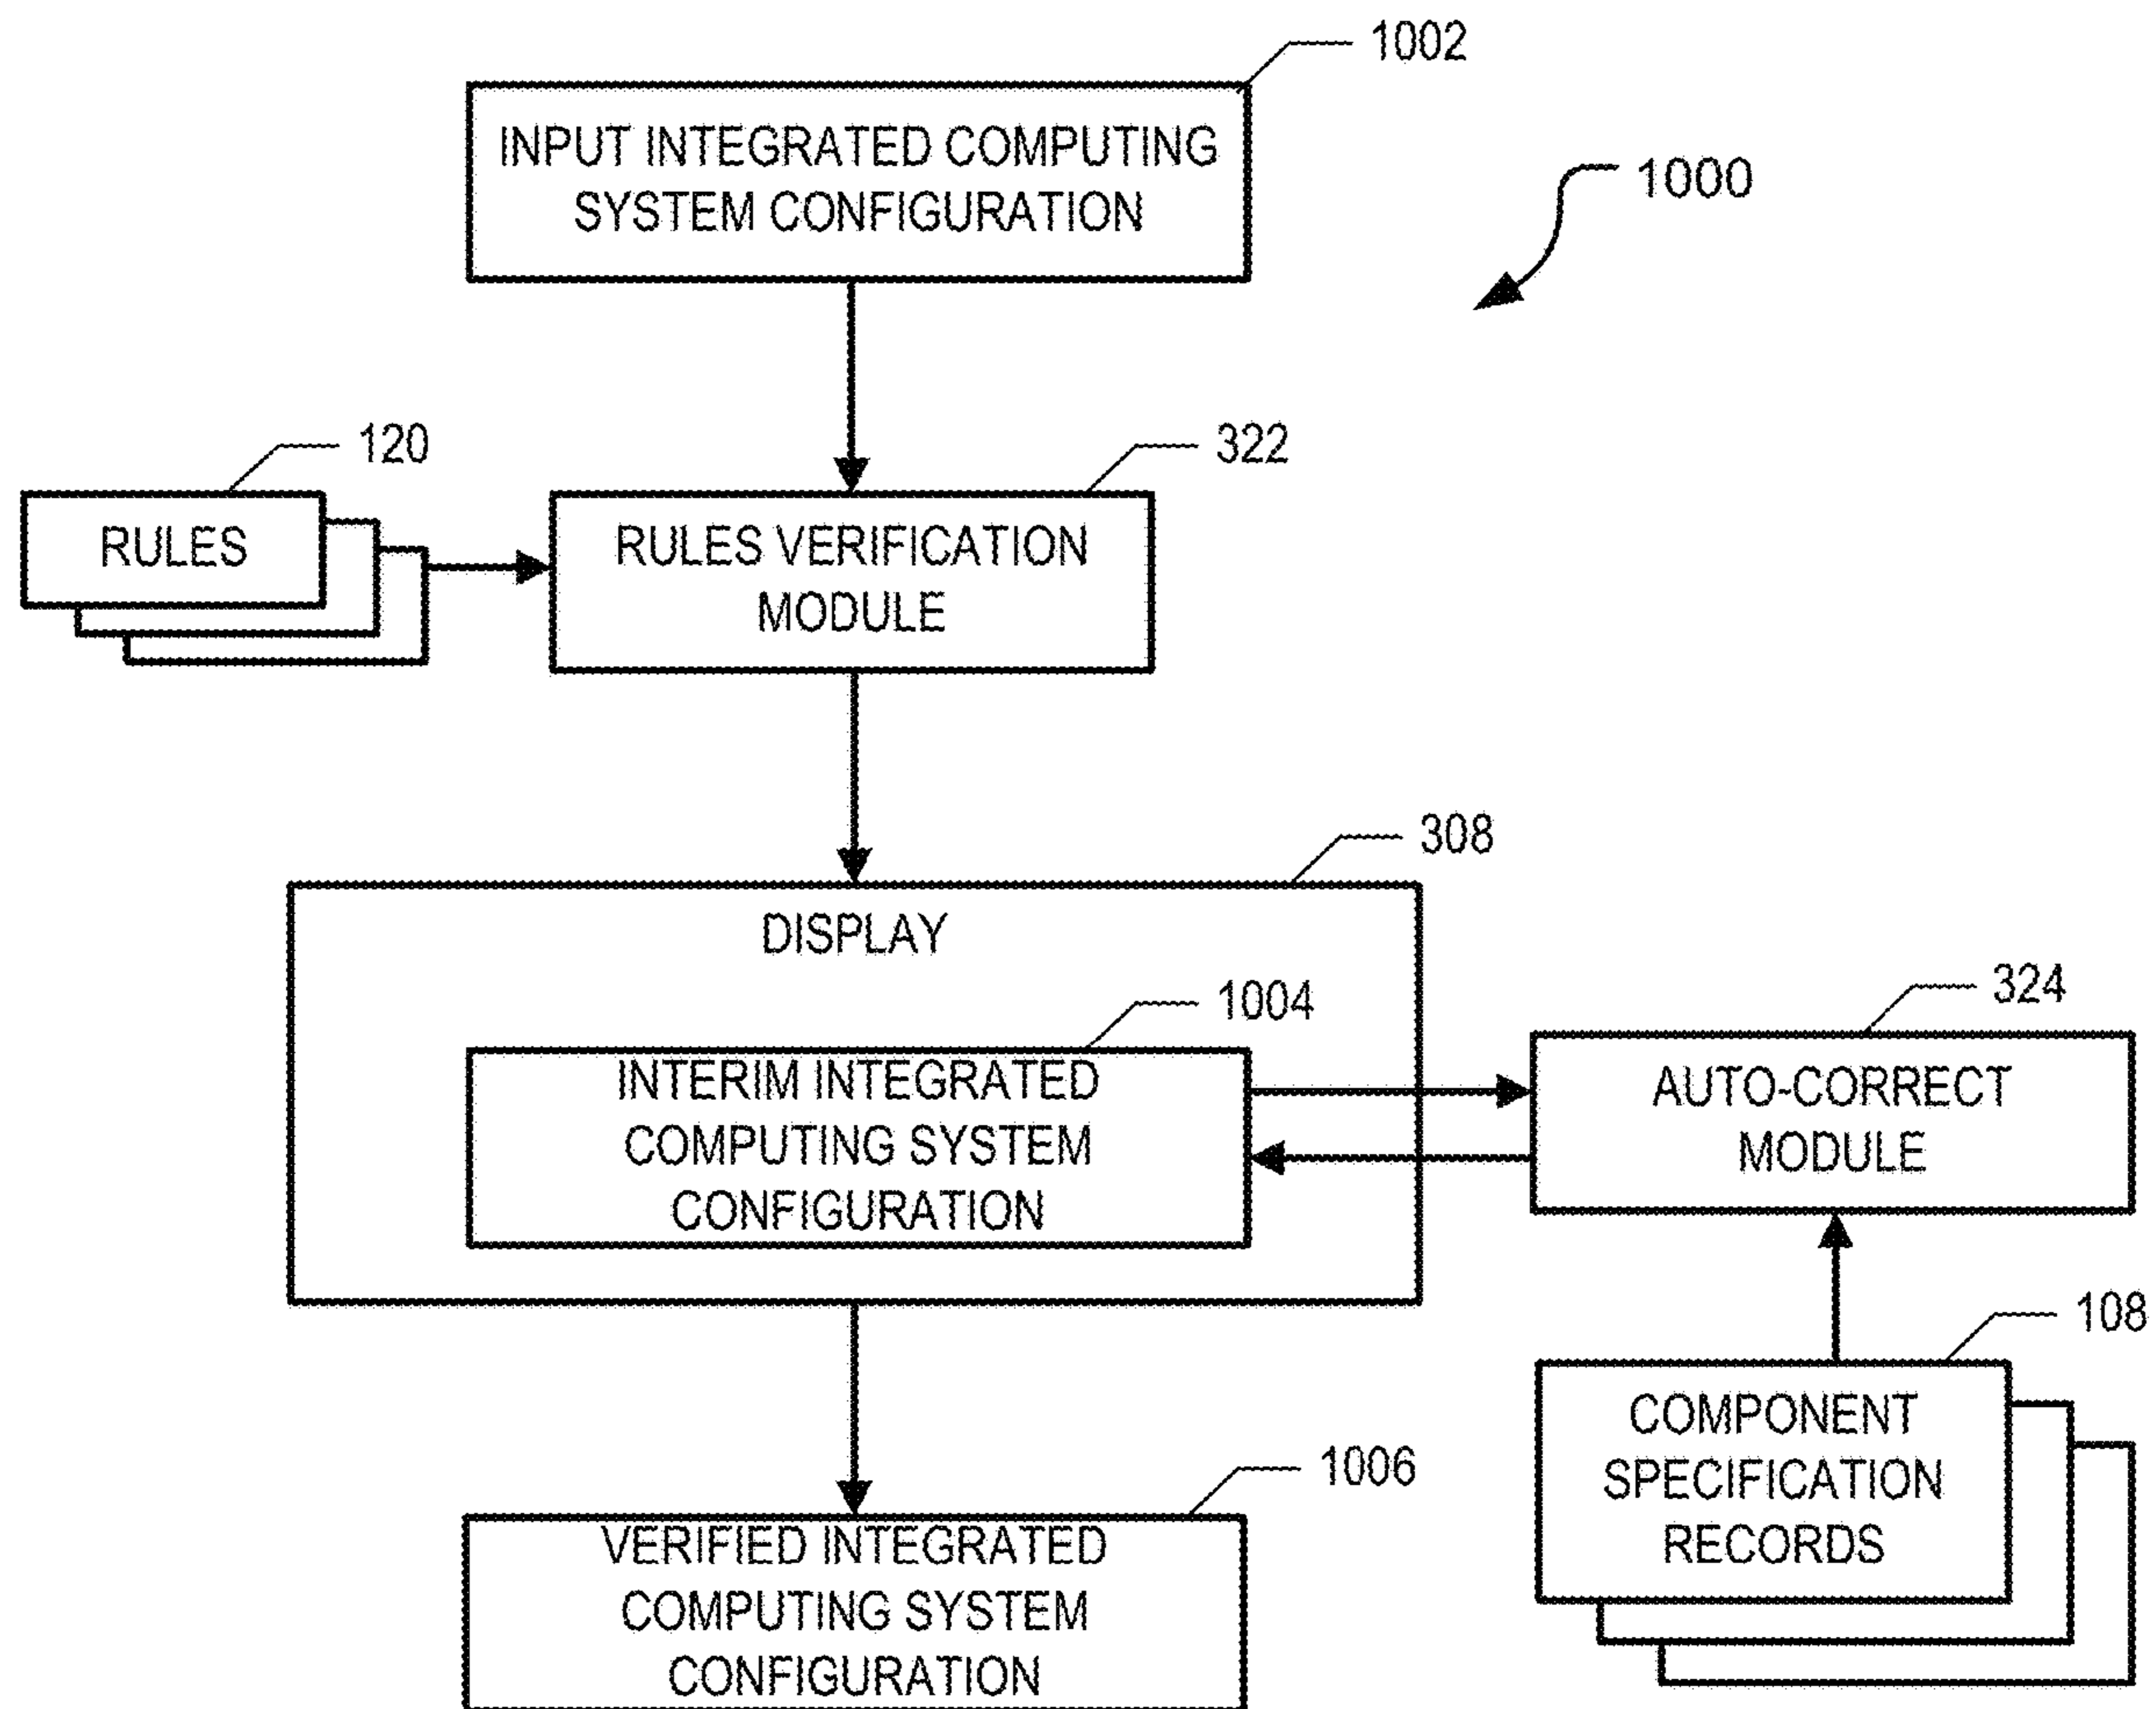 1002
INPUT INTEGRATED COMPUTING
SYSTEM CONFIGURATION
1000
120
322
RULES
RULES VERIFICATION
MODULE
308
DISPLAY
1004
324
INTERIM INTEGRATED
COMPUTING SYSTEM
CONFIGURATION
AUTO-CORRECT
MODULE
108
COMPONENT
SPECIFICATION
RECORDS
1006
VERIFIED INTEGRATED
COMPUTING SYSTEM
CONFIGURATION